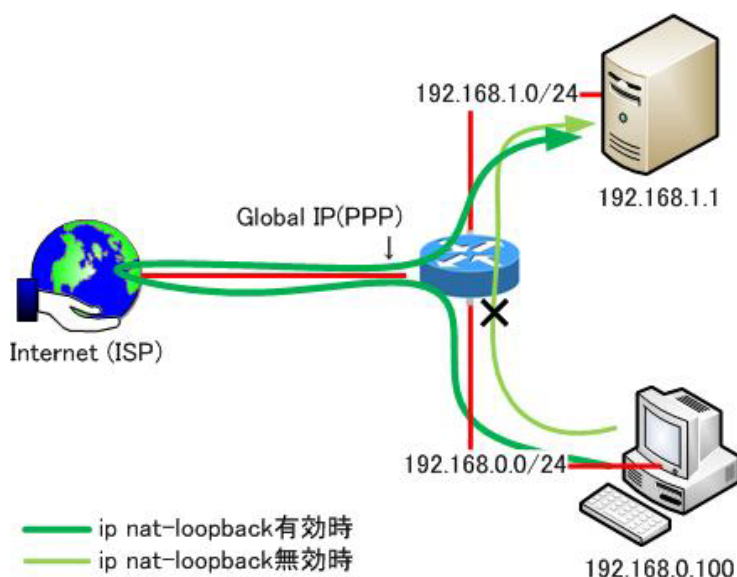 192.168.1.0/24
192.168.1.1
Global IP(PPP)
↓
Internet (ISP)
192.168.0.0/24
ip nat-loopback有効時
ip nat-loopback無効時
192.168.0.100